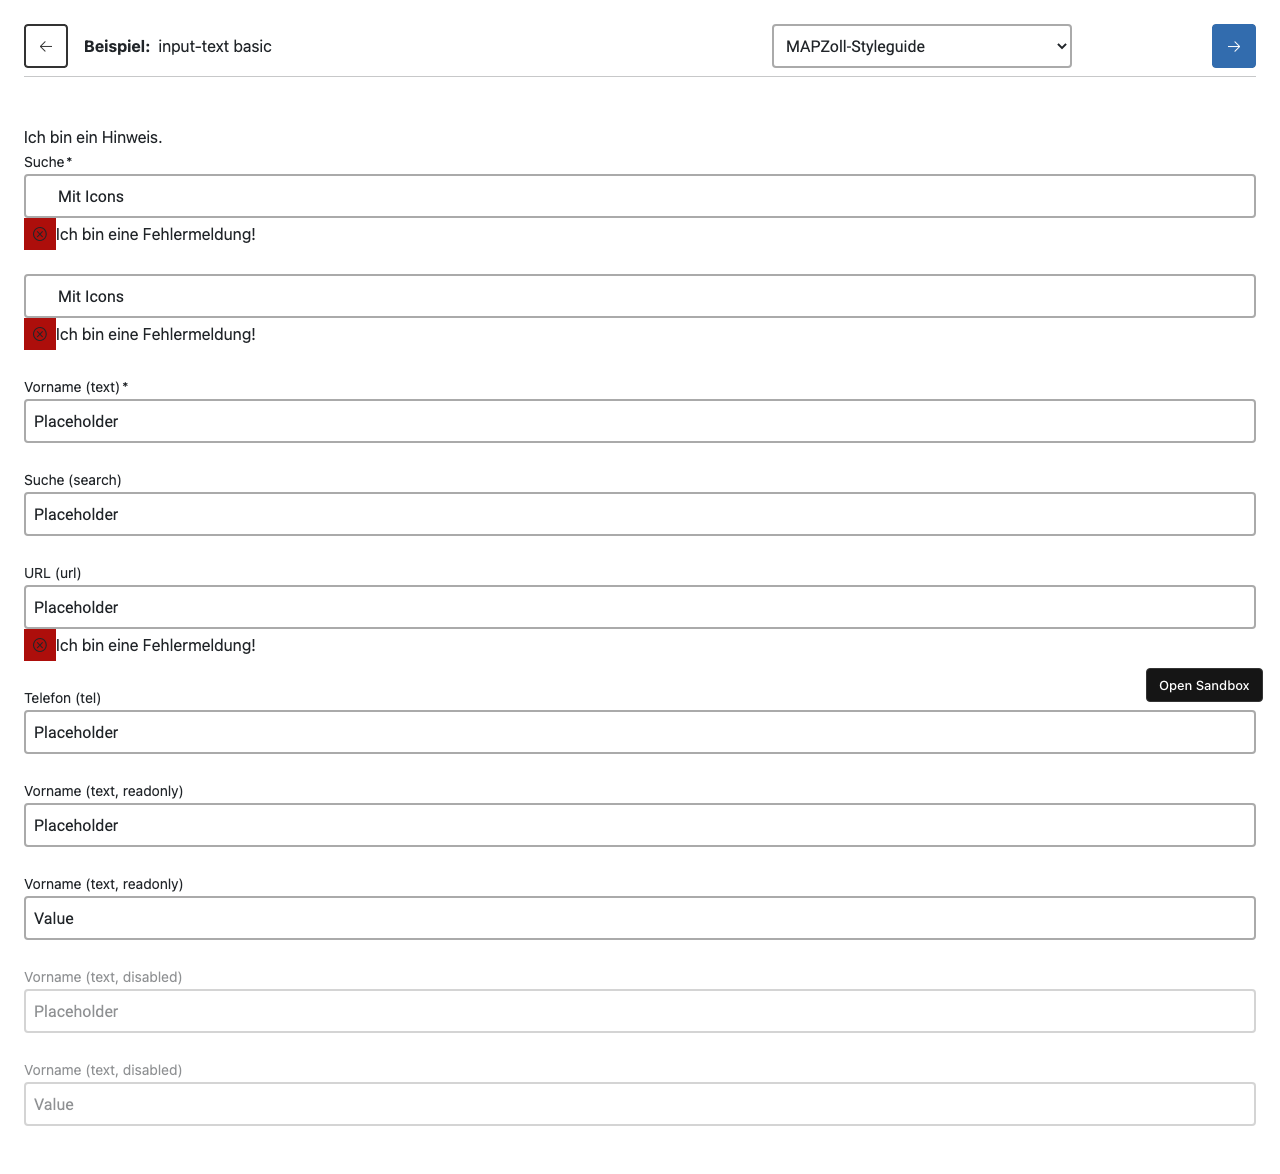 Beispiel: input-text basic
MAPZoll-Styleguide
Ich bin ein Hinweis.
Suche*
Mit Icons
Ich bin eine Fehlermeldung!
Mit Icons
Ich bin eine Fehlermeldung!
Vorname (text)*
Placeholder
Suche (search)
Placeholder
URL (url)
Placeholder
Ich bin eine Fehlermeldung!
Open Sandbox
Telefon (tel)
Placeholder
Vorname (text, readonly)
Placeholder
Vorname (text, readonly)
Value
Vorname (text, disabled)
Placeholder
Vorname (text, disabled)
Value